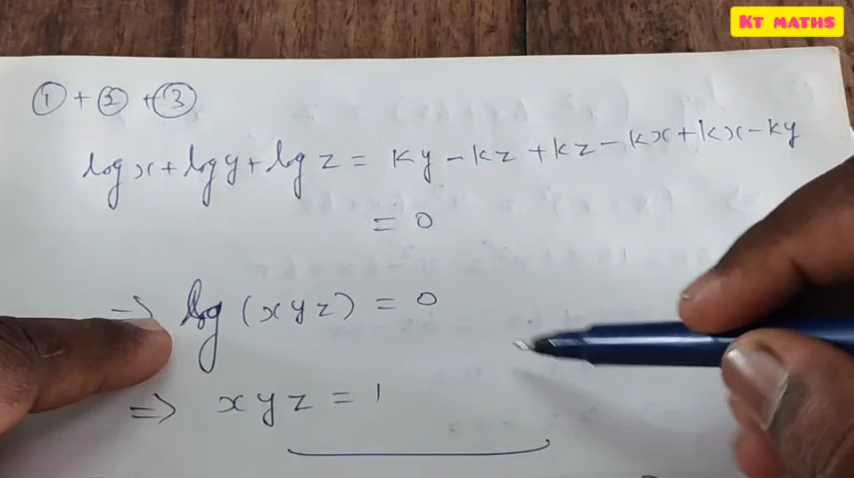 KT MATHS
① + ② + ③
log x + log y + log z = ky - kz + kz - kx + kx - ky
= 0
⇒ log (xyz) = 0
⇒ xyz = 1